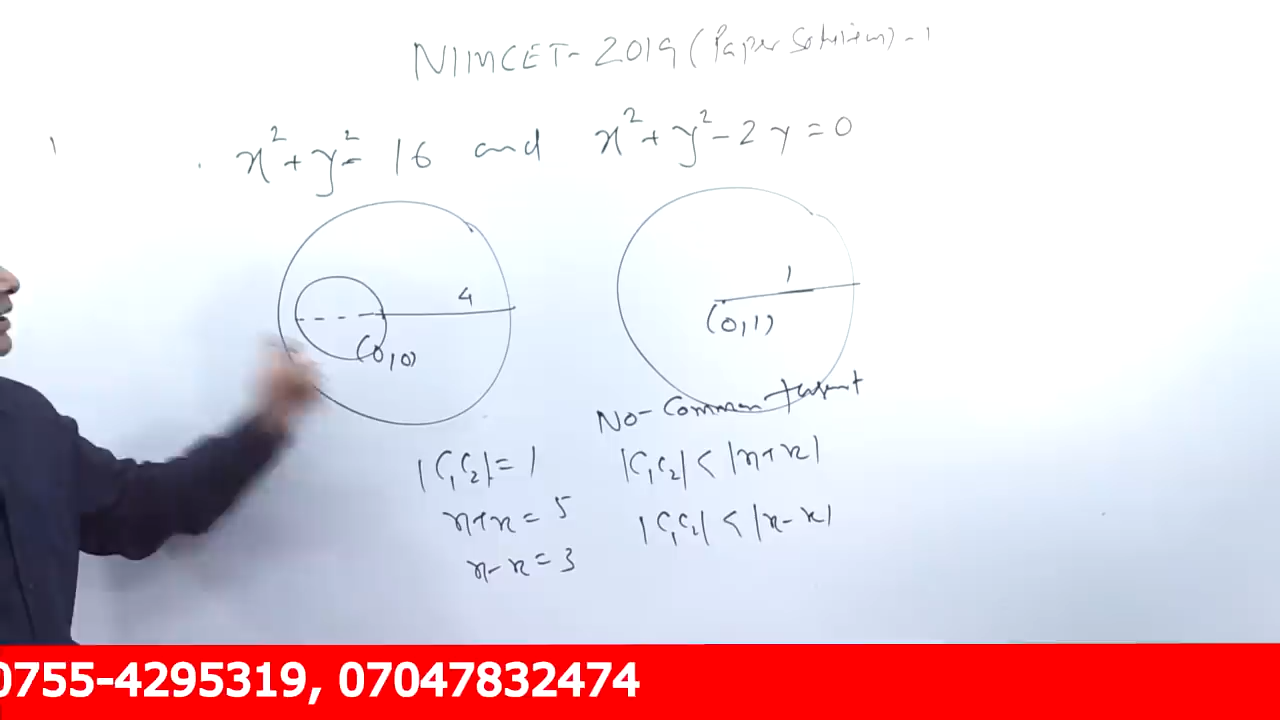 NIMCET-2019 (Paper Solution)-1
x²+y²=16 and x²+y²-2y=0
4
1
(0,0)
(0,1)
No-Common tangent
|C₁C₂|=1
|C₁C₂|<|r₁+r₂|
r₁+r₂=5
|C₁C₂|<|r₁-r₂|
r₁-r₂=3
0755-4295319, 07047832474